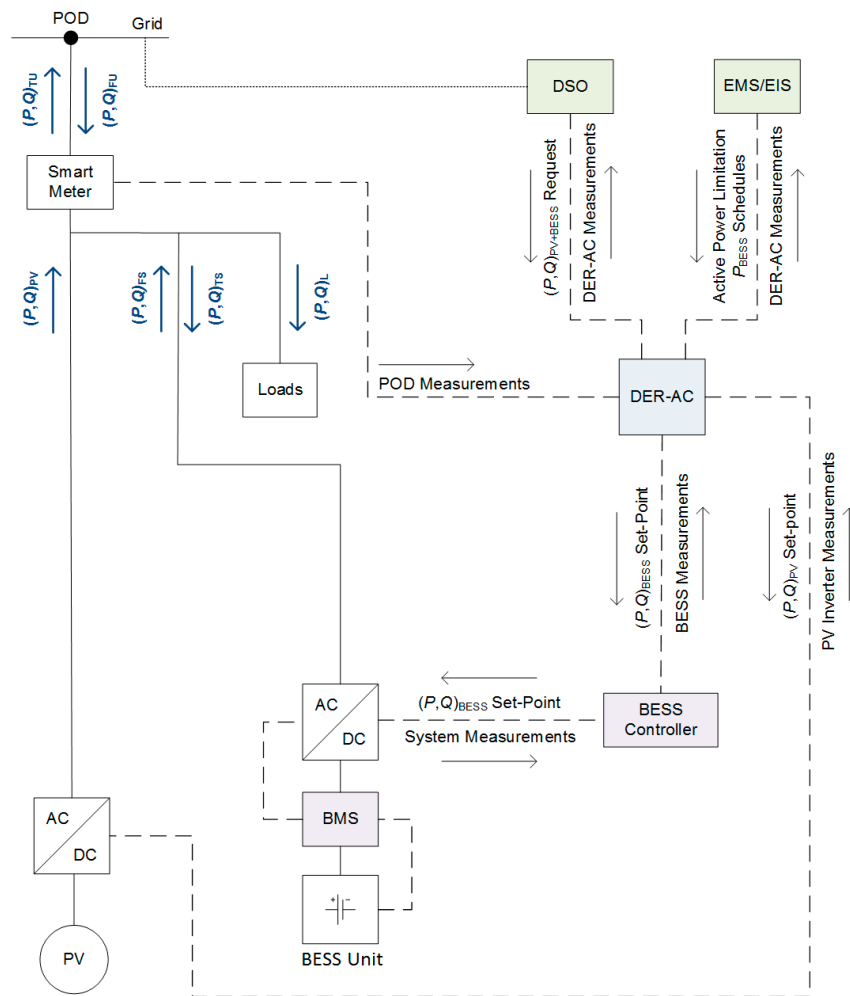 POD
Grid
(P,Q)TU
(P,Q)FU
DSO
EMS/EIS
Smart
Meter
(P,Q)PV+BESS Request
DER-AC Measurements
Active Power Limitation
PBESS Schedules
DER-AC Measurements
(P,Q)PV
(P,Q)FS
(P,Q)TS
(P,Q)L
Loads
POD Measurements
DER-AC
(P,Q)BESS Set-Point
BESS Measurements
(P,Q)PV Set-point
PV Inverter Measurements
AC
DC
(P,Q)BESS Set-Point
System Measurements
BESS
Controller
AC
DC
BMS
+ -
BESS Unit
PV